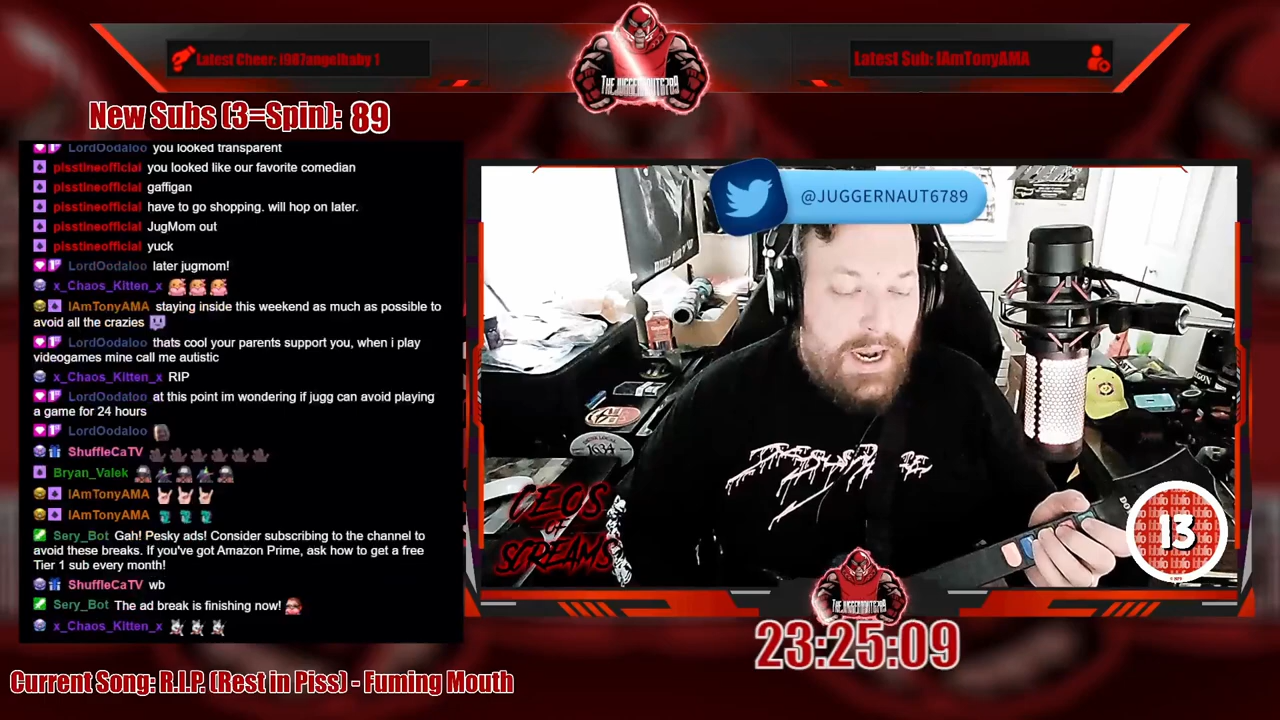 Latest Cheer: i987angelbaby 1
THEJUGGERNAUT6789
Latest Sub: IAmTonyAMA
New Subs (3=Spin): 89
LordOodaloo you looked transparent
pisstineofficial you looked like our favorite comedian
pisstineofficial gaffigan
pisstineofficial have to go shopping. will hop on later.
pisstineofficial JugMom out
pisstineofficial yuck
LordOodaloo later jugmom!
x_Chaos_Kitten_x
IAmTonyAMA staying inside this weekend as much as possible to
avoid all the crazies
LordOodaloo thats cool your parents support you, when i play
videogames mine call me autistic
x_Chaos_Kitten_x RIP
LordOodaloo at this point im wondering if jugg can avoid playing
a game for 24 hours
LordOodaloo
ShuffleCaTV
Bryan_Valek
IAmTonyAMA
IAmTonyAMA
Sery_Bot Gah! Pesky ads! Consider subscribing to the channel to
avoid these breaks. If you've got Amazon Prime, ask how to get a free
Tier 1 sub every month!
ShuffleCaTV wb
Sery_Bot The ad break is finishing now!
x_Chaos_Kitten_x
@JUGGERNAUT6789
1634
CEOS
OF
SCREAMS
13
THEJUGGERNAUT6789
23:25:09
Current Song: R.I.P. (Rest in Piss) - Fuming Mouth